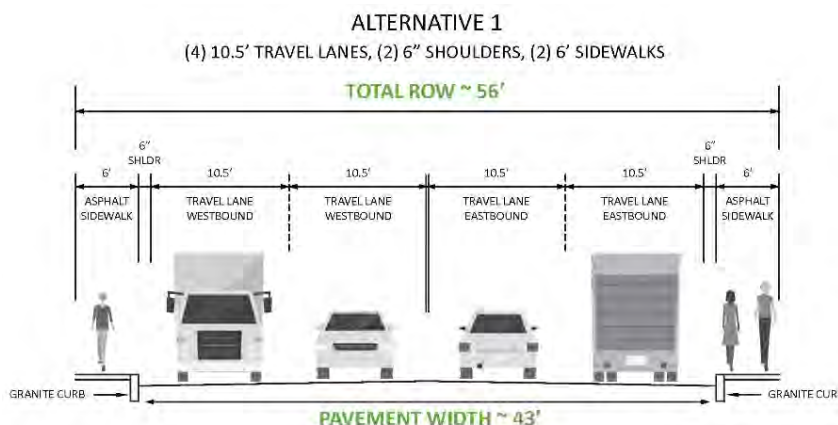 ALTERNATIVE 1
(4) 10.5' TRAVEL LANES, (2) 6" SHOULDERS, (2) 6' SIDEWALKS
TOTAL ROW ~ 56'
6'
6"
SHLDR
10.5'
10.5'
10.5'
10.5'
6"
SHLDR
6'
ASPHALT
SIDEWALK
TRAVEL LANE
WESTBOUND
TRAVEL LANE
WESTBOUND
TRAVEL LANE
EASTBOUND
TRAVEL LANE
EASTBOUND
ASPHALT
SIDEWALK
GRANITE CURB
GRANITE CUR
PAVEMENT WIDTH ~ 43'